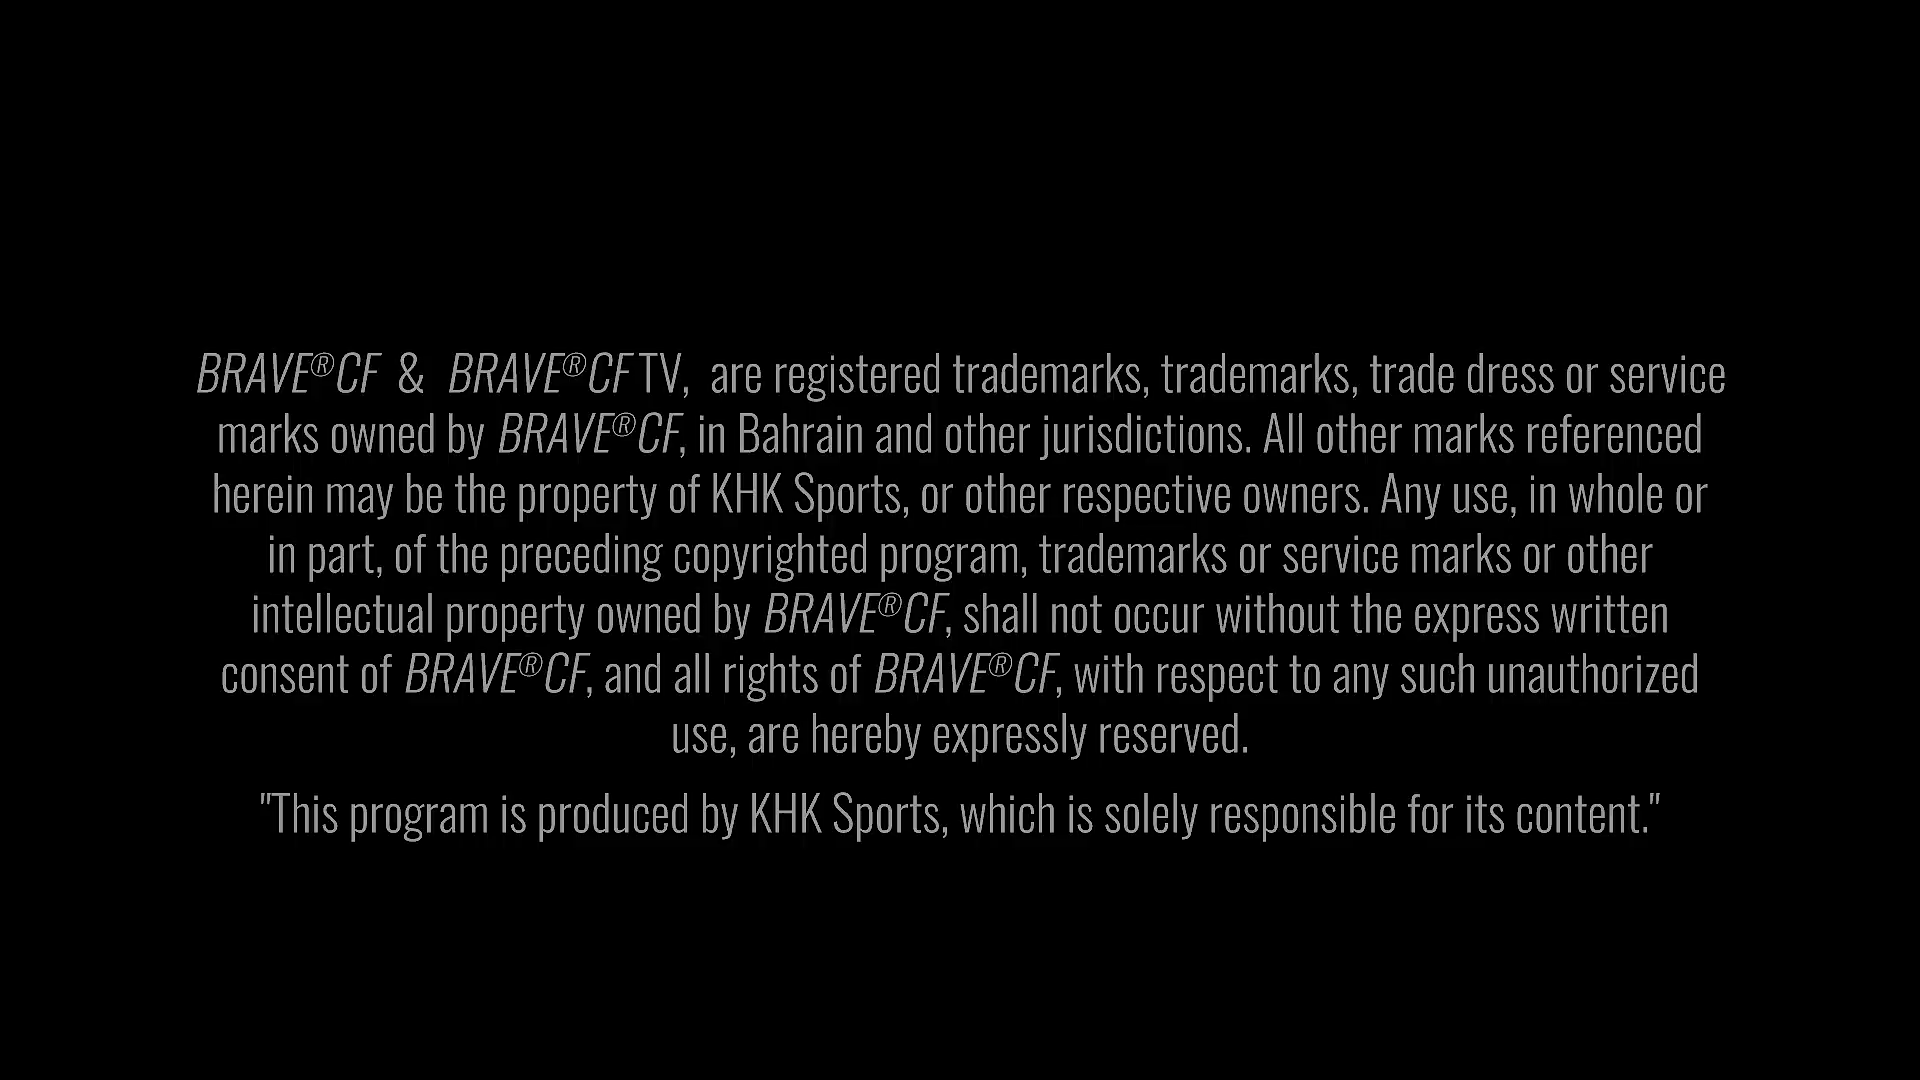 BRAVE®CF & BRAVE®CFTV, are registered trademarks, trademarks, trade dress or service
marks owned by BRAVE®CF, in Bahrain and other jurisdictions. All other marks referenced
herein may be the property of KHK Sports, or other respective owners. Any use, in whole or
in part, of the preceding copyrighted program, trademarks or service marks or other
intellectual property owned by BRAVE®CF, shall not occur without the express written
consent of BRAVE®CF, and all rights of BRAVE®CF, with respect to any such unauthorized
use, are hereby expressly reserved.
"This program is produced by KHK Sports, which is solely responsible for its content."